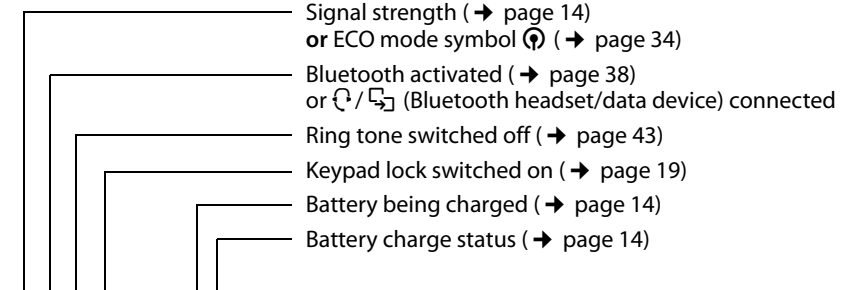 Signal strength (➔ page 14)
or ECO mode symbol (➔ page 34)
Bluetooth activated (➔ page 38)
or / (Bluetooth headset/data device) connected
Ring tone switched off (➔ page 43)
Keypad lock switched on (➔ page 19)
Battery being charged (➔ page 14)
Battery charge status (➔ page 14)